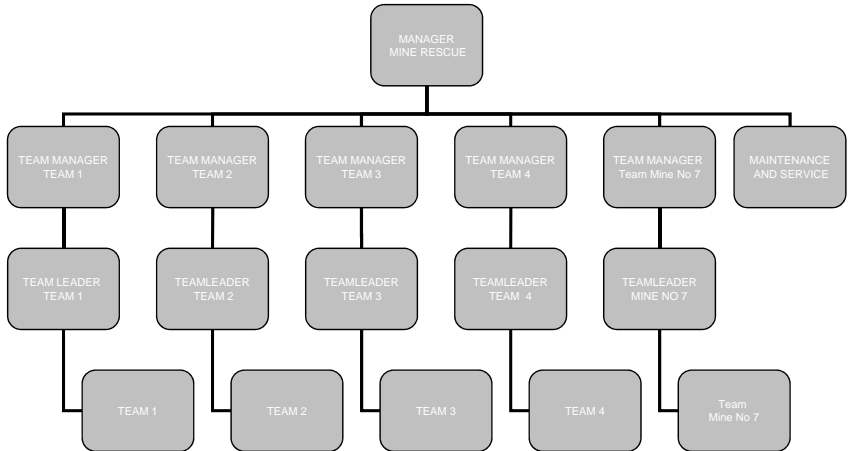 MANAGER
MINE RESCUE
TEAM MANAGER
TEAM 1
TEAM MANAGER
TEAM 2
TEAM MANAGER
TEAM 3
TEAM MANAGER
TEAM 4
TEAM MANAGER
Team Mine No 7
MAINTENANCE
AND SERVICE
TEAM LEADER
TEAM 1
TEAMLEADER
TEAM 2
TEAMLEADER
TEAM 3
TEAMLEADER
TEAM  4
TEAMLEADER
MINE NO 7
TEAM 1
TEAM 2
TEAM 3
TEAM 4
Team
Mine No 7